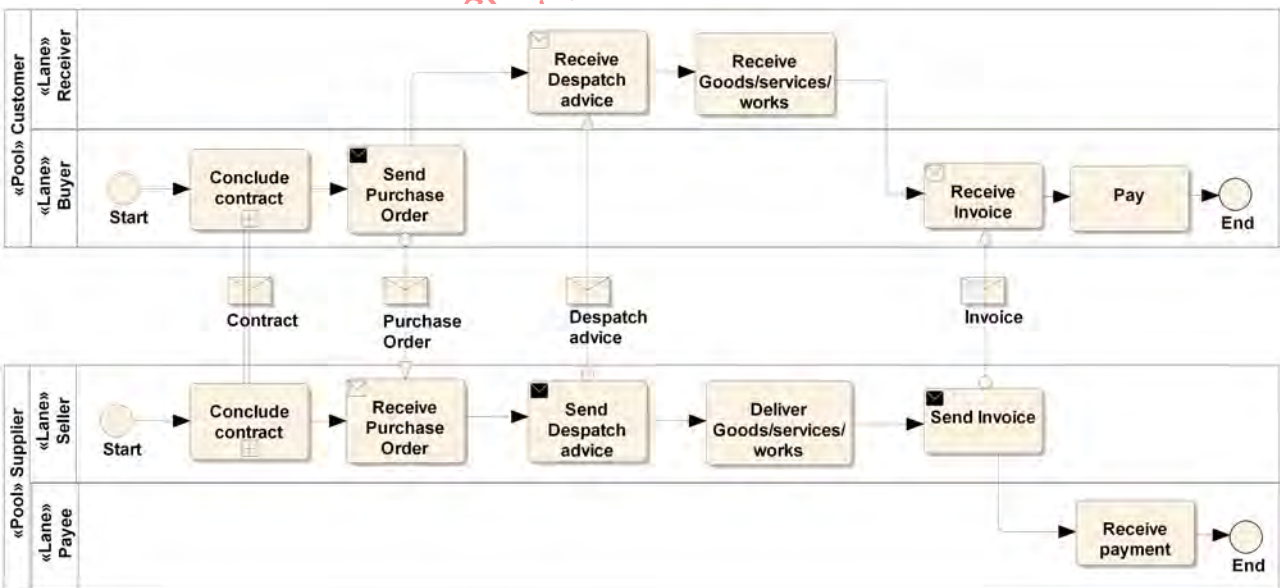 «Pool» Customer
«Lane»
Receiver
Receive
Despatch
advice
Receive
Goods/services/
works
«Lane»
Buyer
Start
Conclude
contract
Send
Purchase
Order
Receive
Invoice
Pay
End
Contract
Purchase
Order
Despatch
advice
Invoice
«Pool» Supplier
«Lane»
Seller
Start
Conclude
contract
Receive
Purchase
Order
Send
Despatch
advice
Deliver
Goods/services/
works
Send Invoice
«Lane»
Payee
Receive
payment
End